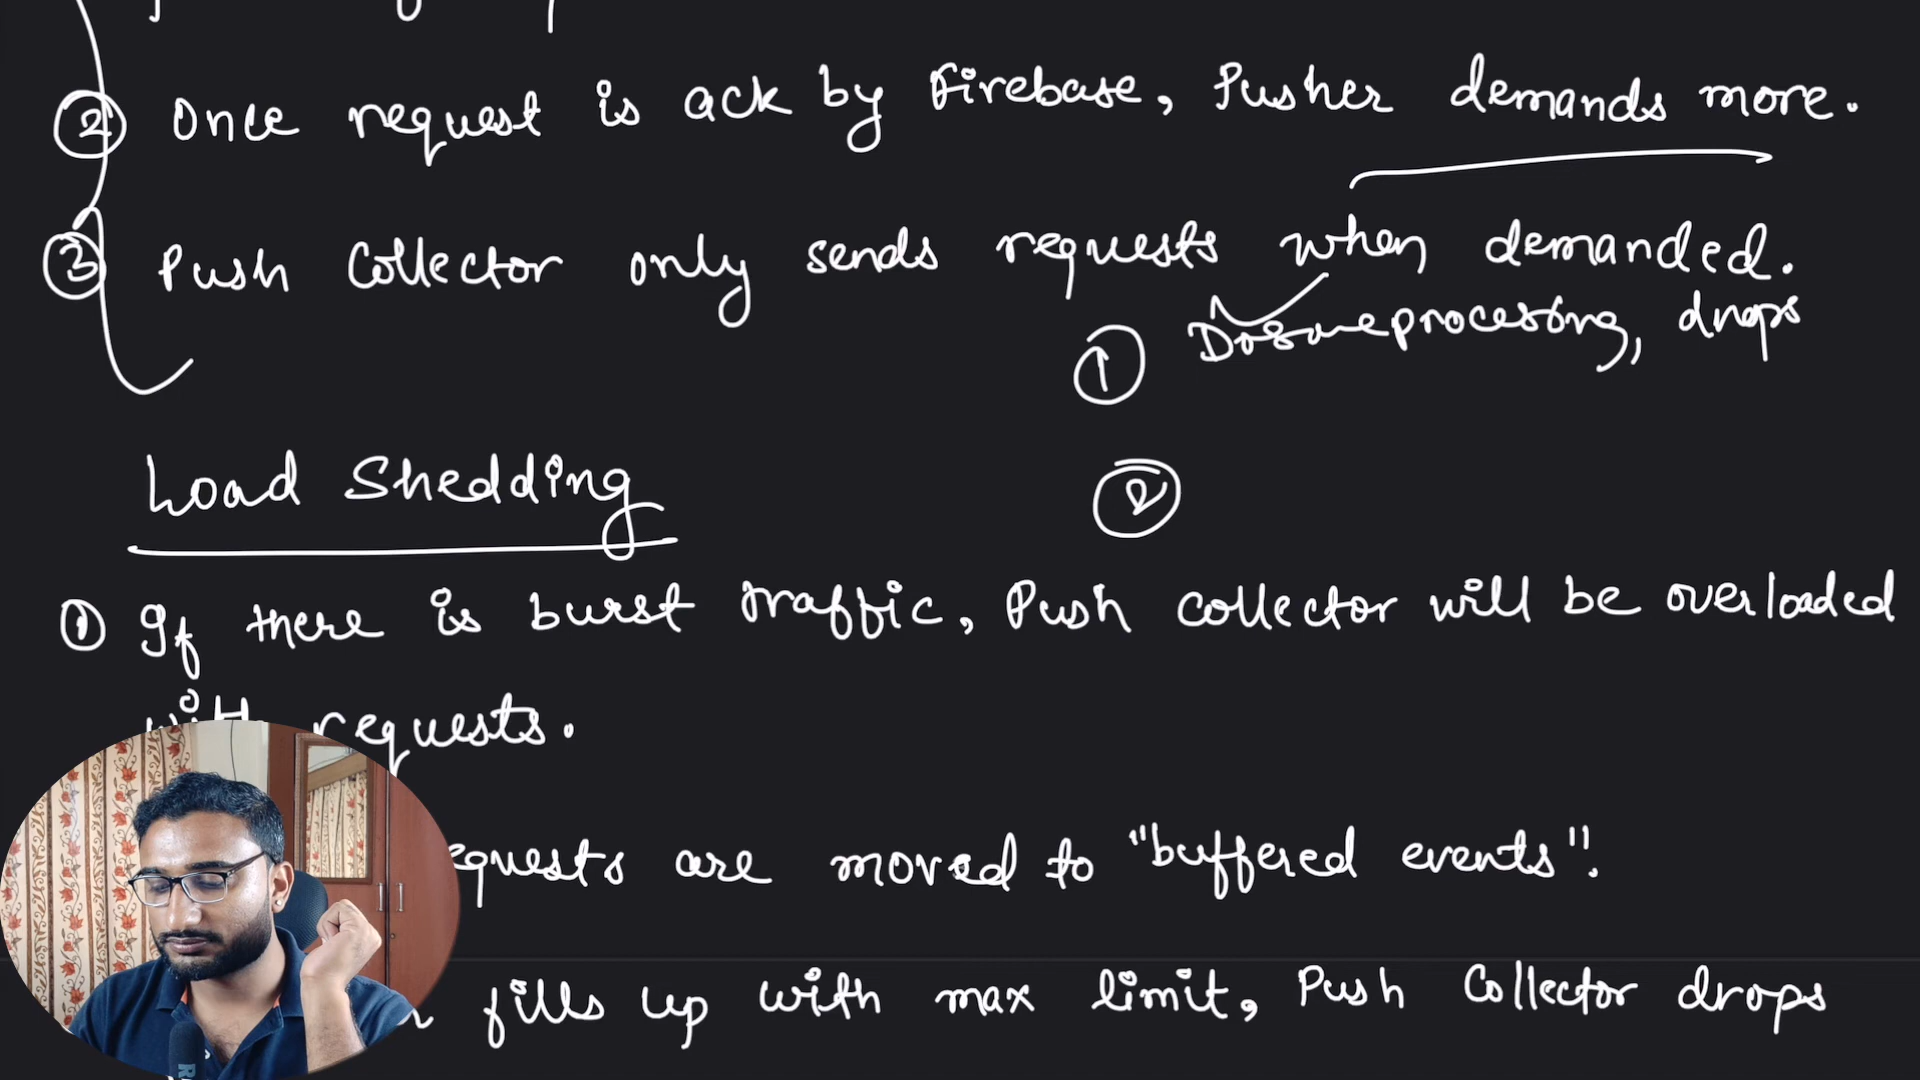 ② Once request is ack by Firebase, Pusher demands more.
③ Push Collector only sends requests when demanded.
① processing, drops
Load Shedding
②
① If there is burst traffic, Push collector will be overloaded
with requests.
requests are moved to "buffered events".
fills up with max limit, Push Collector drops